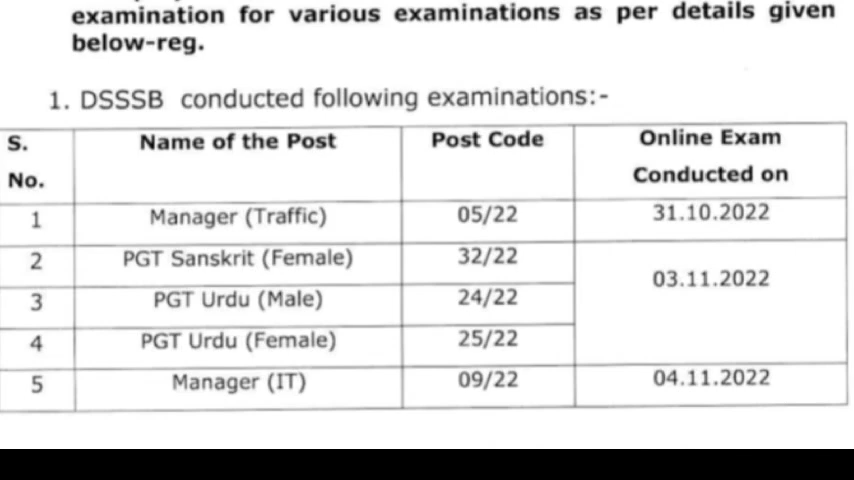 examination for various examinations as per details given
below-reg.
1. DSSSB conducted following examinations:-
S. No. Name of the Post Post Code Online Exam Conducted on
1 Manager (Traffic) 05/22 31.10.2022
2 PGT Sanskrit (Female) 32/22 03.11.2022
3 PGT Urdu (Male) 24/22
4 PGT Urdu (Female) 25/22
5 Manager (IT) 09/22 04.11.2022